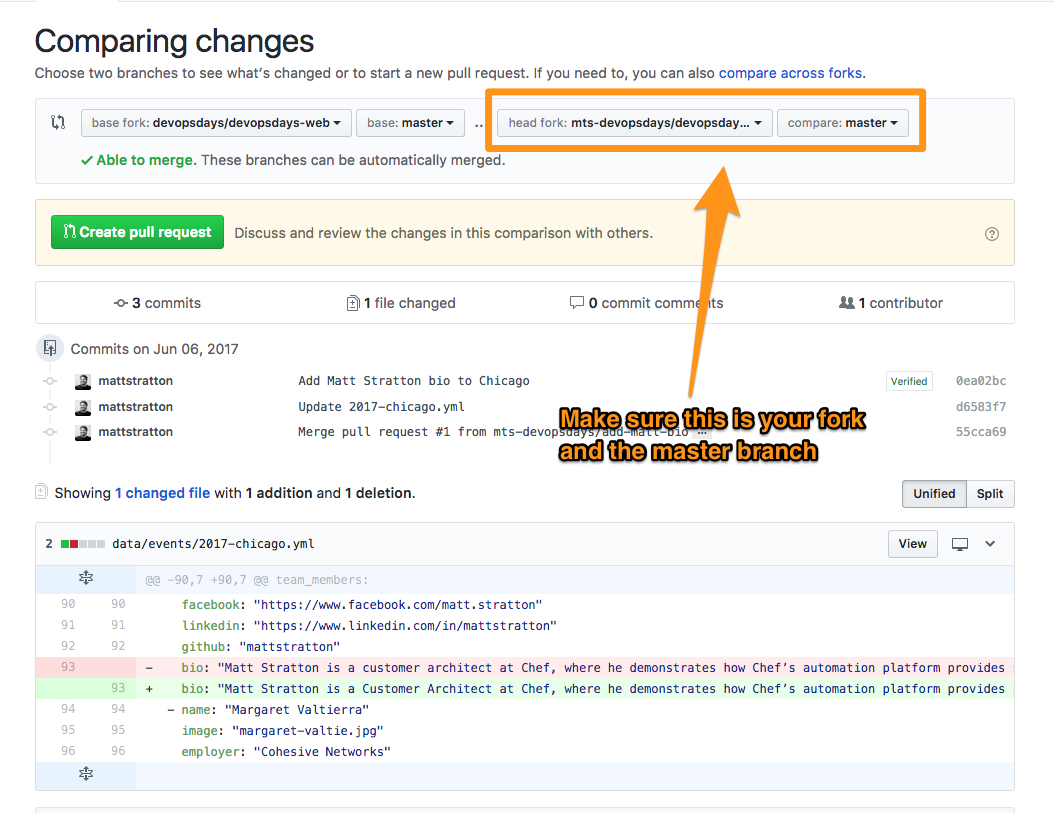 Comparing changes
Choose two branches to see what's changed or to start a new pull request. If you need to, you can also compare across forks.
base fork: devopsdays/devopsdays-web base: master ... head fork: mts-devopsdays/devopsday... compare: master
Able to merge. These branches can be automatically merged.
Create pull request Discuss and review the changes in this comparison with others.
3 commits 1 file changed 0 commit comments 1 contributor
Commits on Jun 06, 2017
mattstratton Add Matt Stratton bio to Chicago Verified 0ea02bc
mattstratton Update 2017-chicago.yml d6583f7
mattstratton Merge pull request #1 from mts-devopsdays/add-matt-bio ... 55cca69
Make sure this is your fork
and the master branch
Showing 1 changed file with 1 addition and 1 deletion. Unified Split
2 data/events/2017-chicago.yml View
@@ -90,7 +90,7 @@ team_members:
90 90 facebook: "https://www.facebook.com/matt.stratton"
91 91 linkedin: "https://www.linkedin.com/in/mattstratton"
92 92 github: "mattstratton"
93 - bio: "Matt Stratton is a customer architect at Chef, where he demonstrates how Chef's automation platform provides
93 + bio: "Matt Stratton is a Customer Architect at Chef, where he demonstrates how Chef's automation platform provides
94 94 - name: "Margaret Valtierra"
95 95 image: "margaret-valtie.jpg"
96 96 employer: "Cohesive Networks"